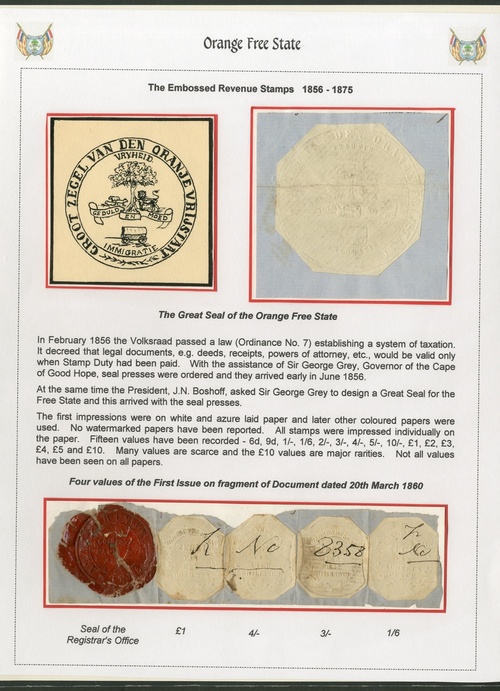 Orange Free State
The Embossed Revenue Stamps 1856 - 1875
GROOT ZEGEL VAN DEN ORANJE VRIJSTAAT
VRYHEID
GEDULD EN MOED
IMMIGRATIE
The Great Seal of the Orange Free State
In February 1856 the Volksraad passed a law (Ordinance No. 7) establishing a system of taxation.
It decreed that legal documents, e.g. deeds, receipts, powers of attorney, etc., would be valid only
when Stamp Duty had been paid. With the assistance of Sir George Grey, Governor of the Cape
of Good Hope, seal presses were ordered and they arrived early in June 1856.
At the same time the President, J.N. Boshoff, asked Sir George Grey to design a Great Seal for the
Free State and this arrived with the seal presses.
The first impressions were on white and azure laid paper and later other coloured papers were
used. No watermarked papers have been reported. All stamps were impressed individually on
the paper. Fifteen values have been recorded - 6d, 9d, 1/-, 1/6, 2/-, 3/-, 4/-, 5/-, 10/-, £1, £2, £3,
£4, £5 and £10. Many values are scarce and the £10 values are major rarities. Not all values
have been seen on all papers.
Four values of the First Issue on fragment of Document dated 20th March 1860
No 8358
Seal of the
Registrar's Office
£1 4/- 3/- 1/6